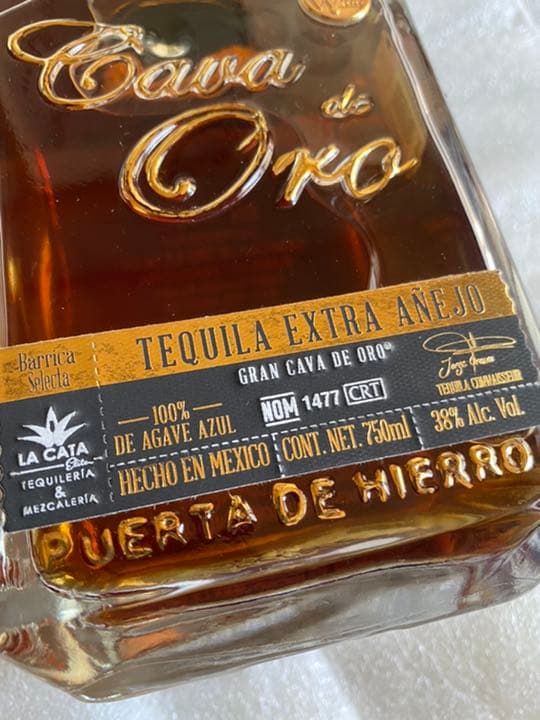 Cava
de
Oro
Barrica
Selecta
TEQUILA EXTRA AÑEJO
GRAN CAVA DE ORO®
LA CATA
Elite
TEQUILERÍA
&
MEZCALERÍA
100%
DE AGAVE AZUL
NOM 1477 CRT
TEQUILA CONNAISSEUR
HECHO EN MEXICO
CONT. NET. 750ml
38% Alc. Vol.
PUERTA DE HIERRO